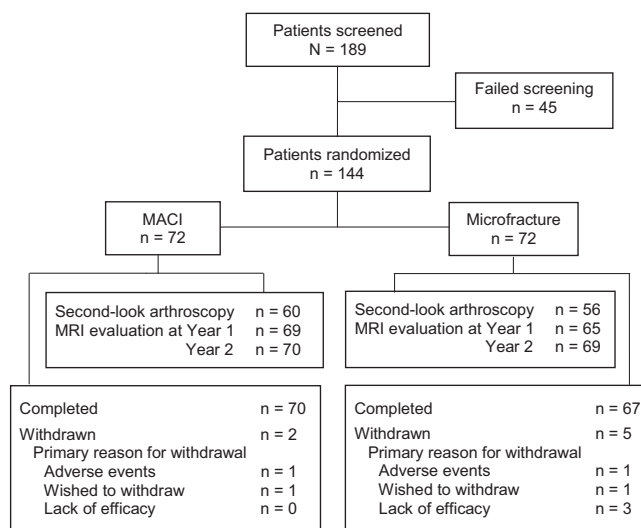 Patients screened
N = 189
Failed screening
n = 45
Patients randomized
n = 144
MACI
n = 72
Microfracture
n = 72
Second-look arthroscopy n = 60
MRI evaluation at Year 1 n = 69
Year 2 n = 70
Second-look arthroscopy n = 56
MRI evaluation at Year 1 n = 65
Year 2 n = 69
Completed n = 70
Withdrawn n = 2
Primary reason for withdrawal
Adverse events n = 1
Wished to withdraw n = 1
Lack of efficacy n = 0
Completed n = 67
Withdrawn n = 5
Primary reason for withdrawal
Adverse events n = 1
Wished to withdraw n = 1
Lack of efficacy n = 3